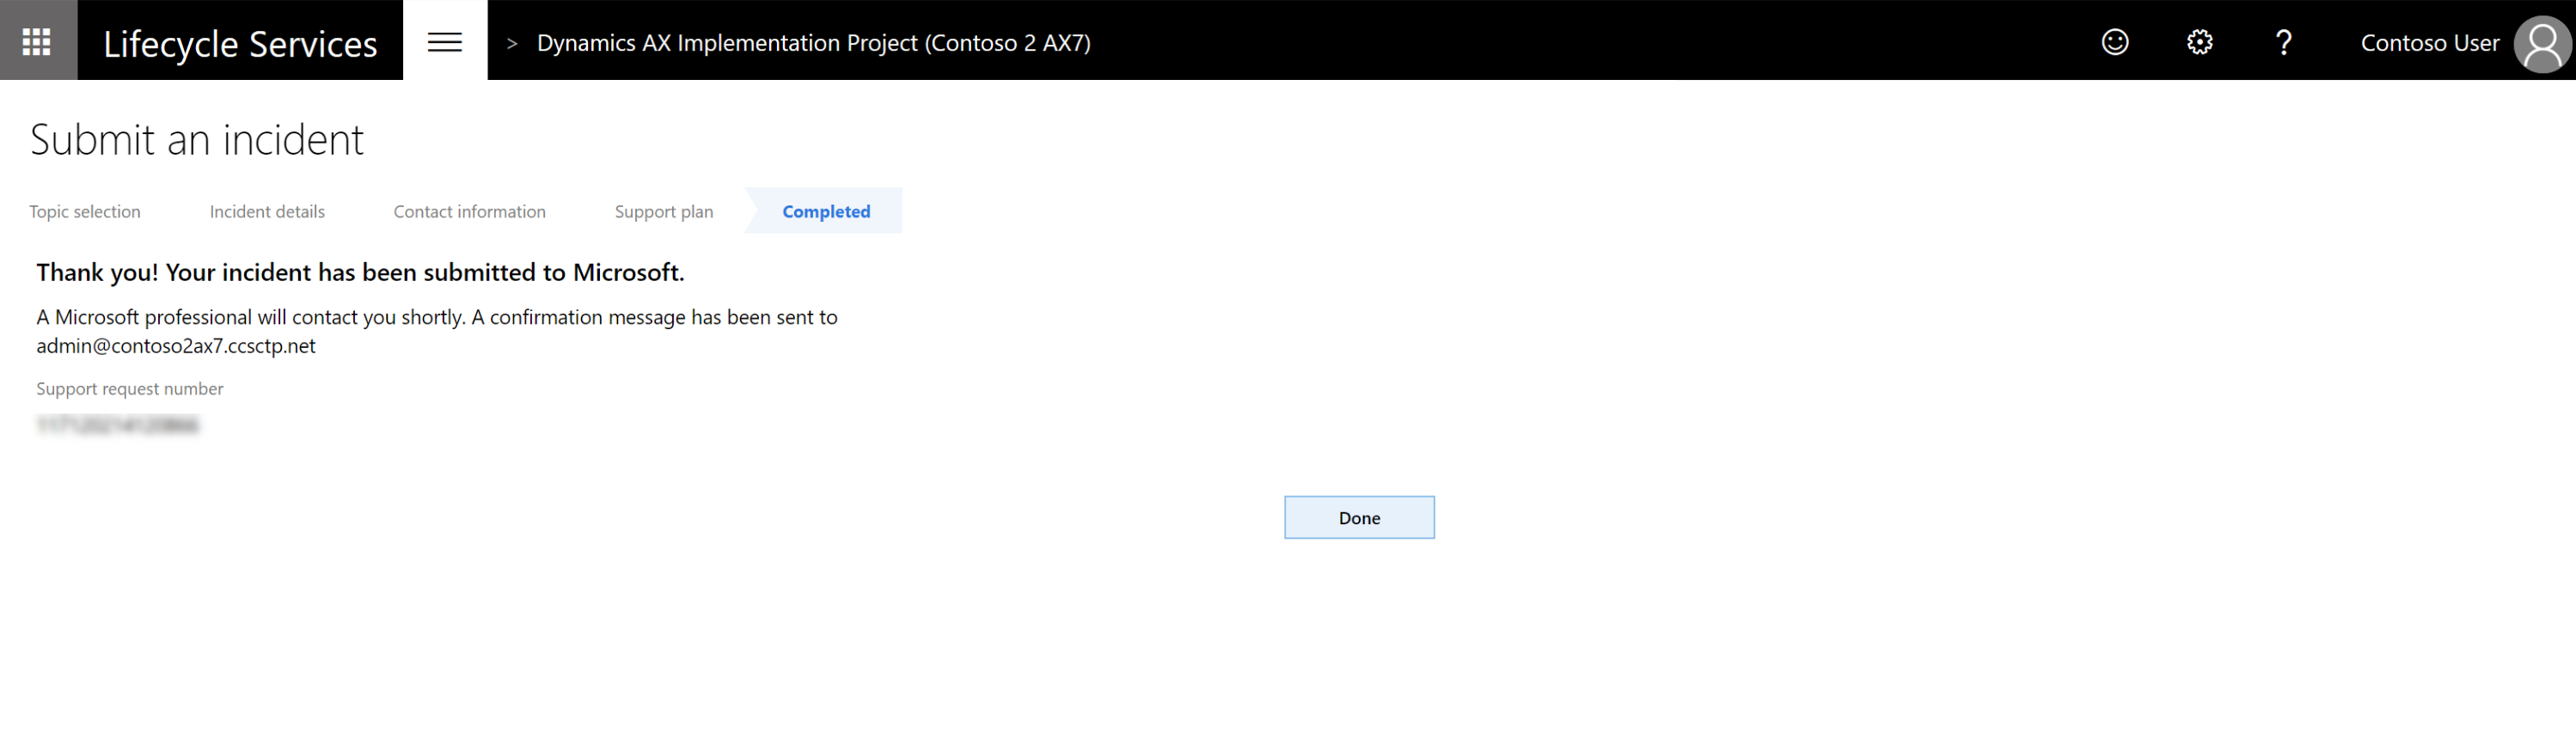 Lifecycle Services > Dynamics AX Implementation Project (Contoso 2 AX7) ? Contoso User
Submit an incident
Topic selection Incident details Contact information Support plan Completed
Thank you! Your incident has been submitted to Microsoft.
A Microsoft professional will contact you shortly. A confirmation message has been sent to
admin@contoso2ax7.ccsctp.net
Support request number
Done